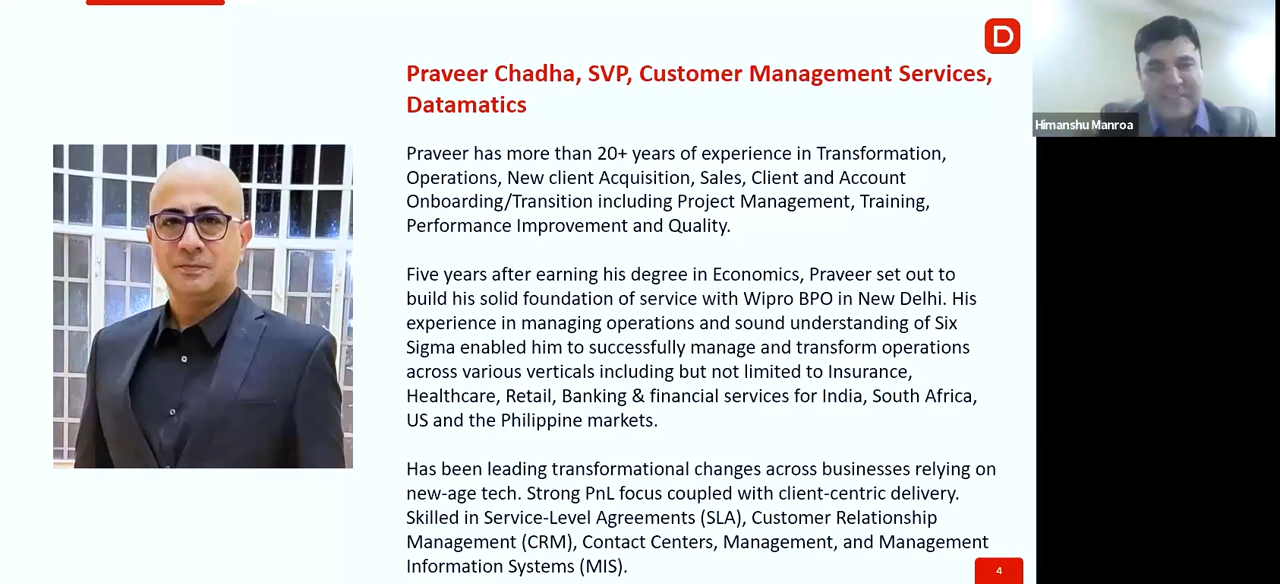 D
Praveer Chadha, SVP, Customer Management Services,
Datamatics
Himanshu Manroa
Praveer has more than 20+ years of experience in Transformation,
Operations, New client Acquisition, Sales, Client and Account
Onboarding/Transition including Project Management, Training,
Performance Improvement and Quality.
Five years after earning his degree in Economics, Praveer set out to
build his solid foundation of service with Wipro BPO in New Delhi. His
experience in managing operations and sound understanding of Six
Sigma enabled him to successfully manage and transform operations
across various verticals including but not limited to Insurance,
Healthcare, Retail, Banking & financial services for India, South Africa,
US and the Philippine markets.
Has been leading transformational changes across businesses relying on
new-age tech. Strong PnL focus coupled with client-centric delivery.
Skilled in Service-Level Agreements (SLA), Customer Relationship
Management (CRM), Contact Centers, Management, and Management
Information Systems (MIS).
4